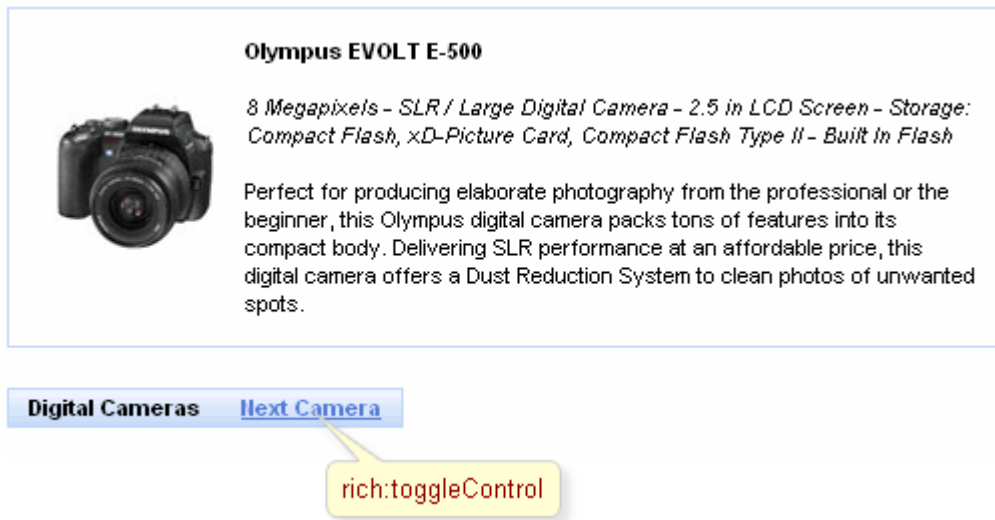 Olympus EVOLT E-500
8 Megapixels - SLR / Large Digital Camera - 2.5 in LCD Screen - Storage:
Compact Flash, xD-Picture Card, Compact Flash Type II - Built In Flash
Perfect for producing elaborate photography from the professional or the
beginner, this Olympus digital camera packs tons of features into its
compact body. Delivering SLR performance at an affordable price, this
digital camera offers a Dust Reduction System to clean photos of unwanted
spots.
Digital Cameras Next Camera
rich:toggleControl